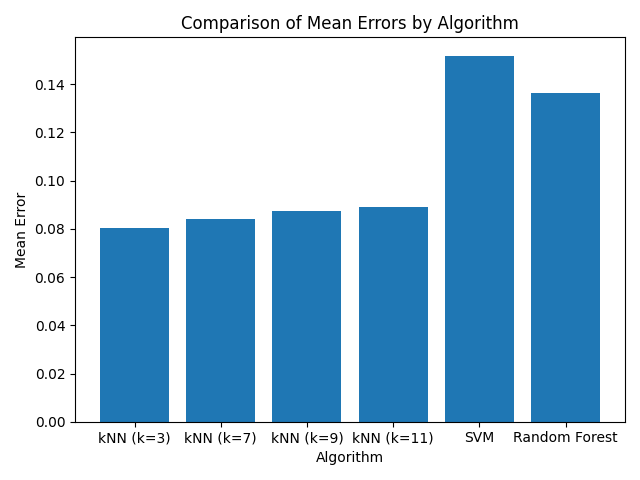 Comparison of Mean Errors by Algorithm
Mean Error
0.14
0.12
0.10
0.08
0.06
0.04
0.02
0.00
kNN (k=3) kNN (k=7) kNN (k=9) kNN (k=11) SVM Random Forest
Algorithm